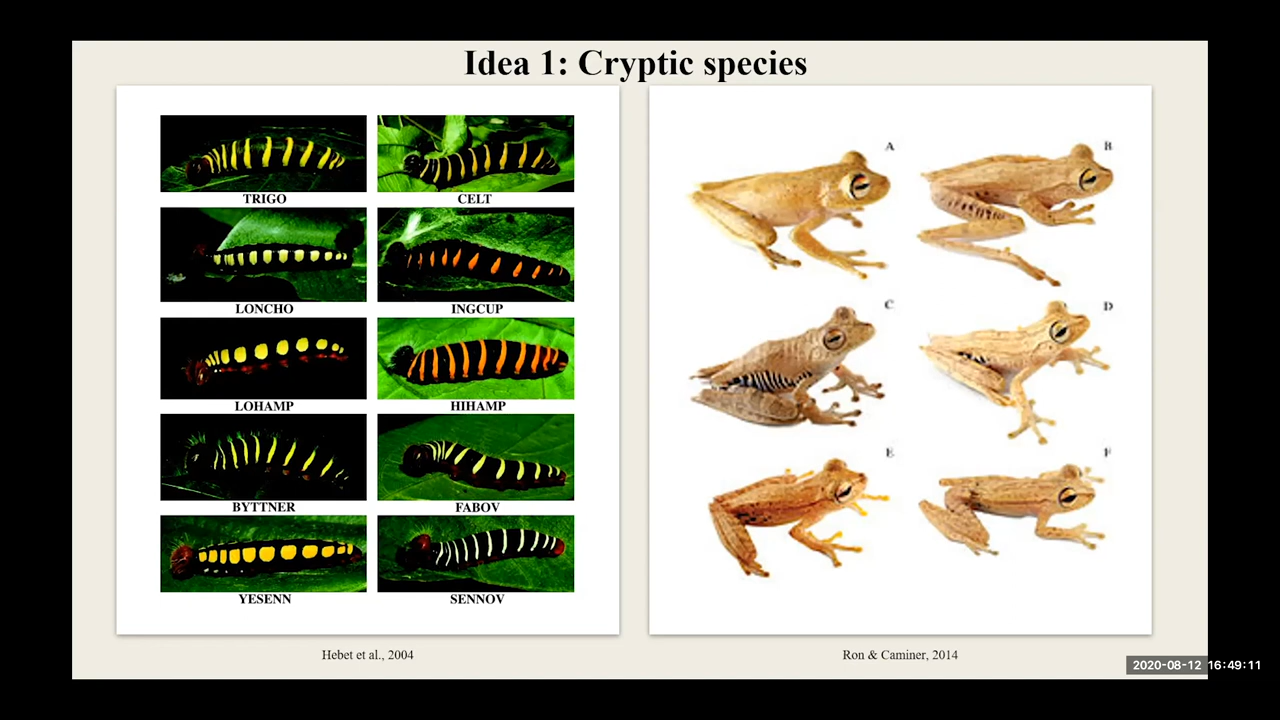 Idea 1: Cryptic species
TRIGO
CELT
LONCHO
INGCUP
LOHAMP
HIHAMP
BYTTNER
FABOV
YESENN
SENNOV
Hebet et al., 2004
A
B
C
D
E
F
Ron & Caminer, 2014
2020-08-12 16:49:11